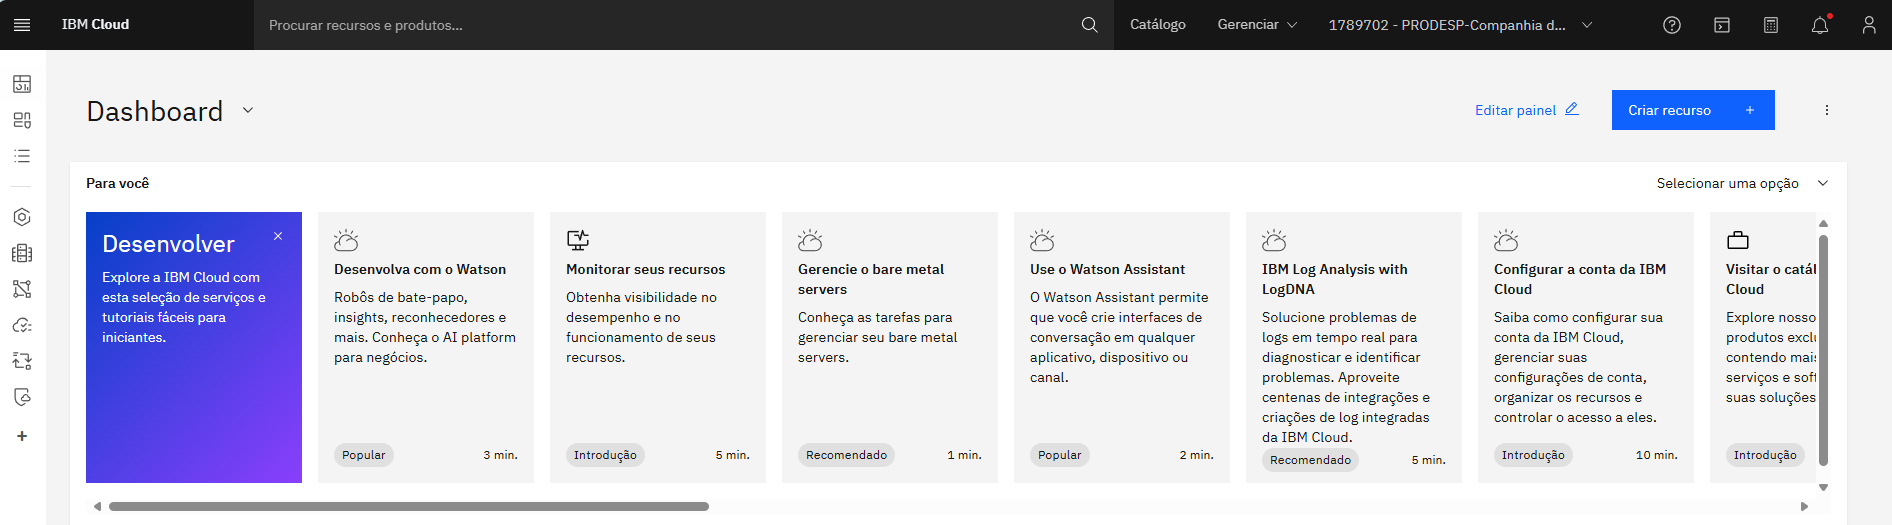 IBM Cloud
Procurar recursos e produtos...
Catálogo
Gerenciar
1789702 - PRODESP-Companhia d...
Dashboard
Editar painel
Criar recurso +
Para você
Selecionar uma opção
Desenvolver
Explore a IBM Cloud com
esta seleção de serviços e
tutoriais fáceis para
iniciantes.
Desenvolva com o Watson
Robôs de bate-papo,
insights, reconhecedores e
mais. Conheça o AI platform
para negócios.
Popular
3 min.
Monitorar seus recursos
Obtenha visibilidade no
desempenho e no
funcionamento de seus
recursos.
Introdução
5 min.
Gerencie o bare metal
servers
Conheça as tarefas para
gerenciar seu bare metal
servers.
Recomendado
1 min.
Use o Watson Assistant
O Watson Assistant permite
que você crie interfaces de
conversação em qualquer
aplicativo, dispositivo ou
canal.
Popular
2 min.
IBM Log Analysis with
LogDNA
Solucione problemas de
logs em tempo real para
diagnosticar e identificar
problemas. Aproveite
centenas de integrações e
criações de log integradas
da IBM Cloud.
Recomendado
5 min.
Configurar a conta da IBM
Cloud
Saiba como configurar sua
conta da IBM Cloud,
gerenciar suas
configurações de conta,
organizar os recursos e
controlar o acesso a eles.
Introdução
10 min.
Visitar o catál
Cloud
Explore nosso
produtos exclu
contendo mais
serviços e soft
suas soluções
Introdução